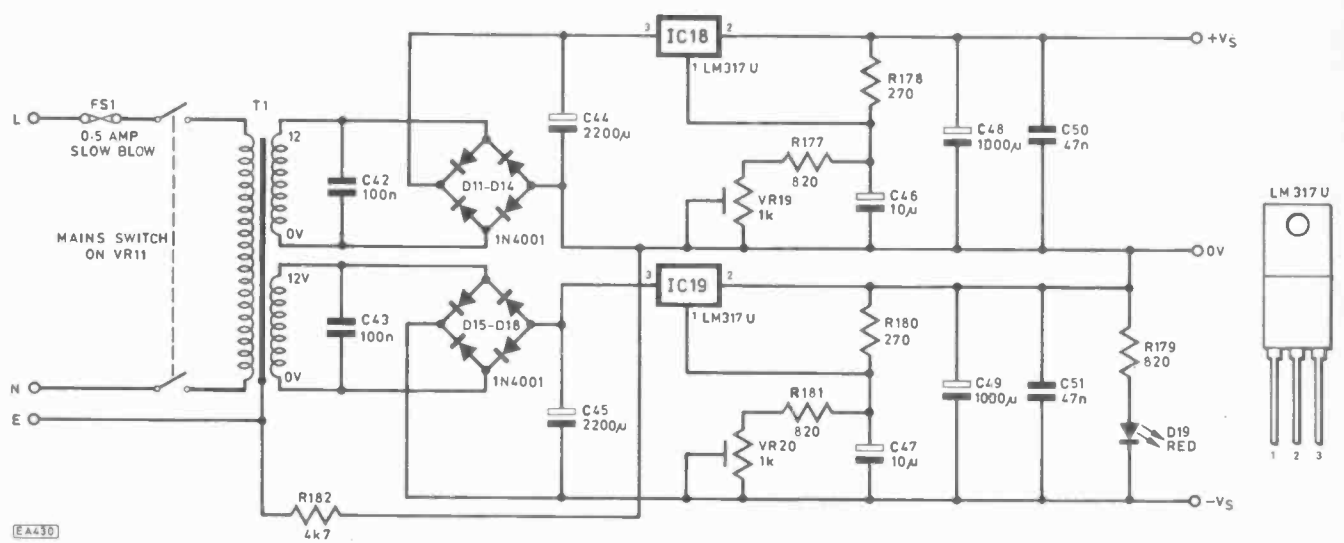 L
FS1
0·5 AMP
SLOW BLOW
MAINS SWITCH
ON VR11
N
E
T1
12
0V
12V
0V
C42
100n
C43
100n
D11-D14
1N4001
D15-D18
1N4001
C44
2200µ
C45
2200µ
R182
4k7
3
IC18
2
1
LM317U
R178
270
R177
820
VR19
1k
C46
10µ
C48
1000µ
C50
47n
+VS
0V
3
IC19
2
1
LM317U
R180
270
R181
820
VR20
1k
C47
10µ
C49
1000µ
C51
47n
R179
820
D19
RED
-VS
LM317U
1 2 3
EA430